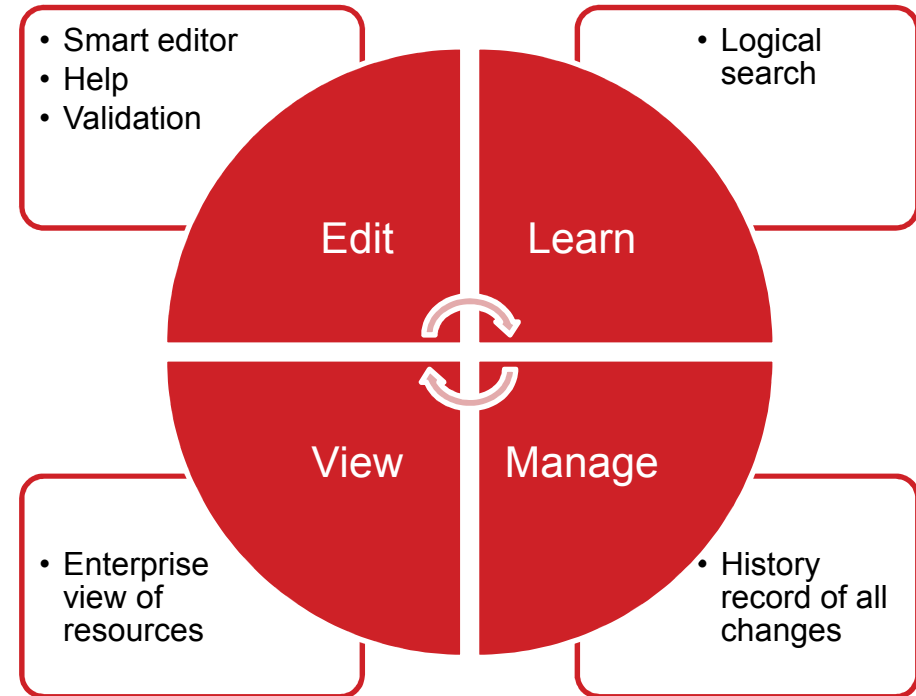 • Smart editor
• Help
• Validation
• Logical
search
Edit
Learn
View
Manage
• Enterprise
view of
resources
• History
record of all
changes